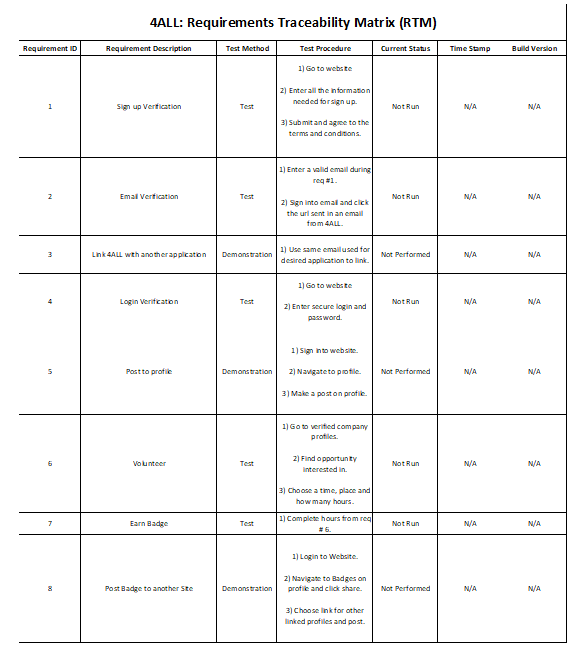 4ALL: Requirements Traceability Matrix (RTM)
Requirement ID Requirement Description Test Method Test Procedure Current Status Time Stamp Build Version
1 Sign up Verification Test 1) Go to website
2) Enter all the information
needed for sign up.
3) Submit and agree to the
terms and conditions. Not Run N/A N/A
2 Email Verification Test 1) Enter a valid email during
req #1.
2) Sign into email and click
the url sent in an email
from 4ALL. Not Run N/A N/A
3 Link 4ALL with another application Demonstration 1) Use same email used for
desired application to link. Not Performed N/A N/A
4 Login Verification Test 1) Go to website
2) Enter secure login and
password. Not Run N/A N/A
5 Post to profile Demonstration 1) Sign into website.
2) Navigate to profile.
3) Make a post on profile. Not Performed N/A N/A
6 Volunteer Test 1) Go to verified company
profiles.
2) Find opportunity
interested in.
3) Choose a time, place and
how many hours. Not Run N/A N/A
7 Earn Badge Test 1) Complete hours from req
# 6. Not Run N/A N/A
8 Post Badge to another Site Demonstration 1) Login to Website.
2) Navigate to Badges on
profile and click share.
3) Choose link for other
linked profiles and post. Not Performed N/A N/A